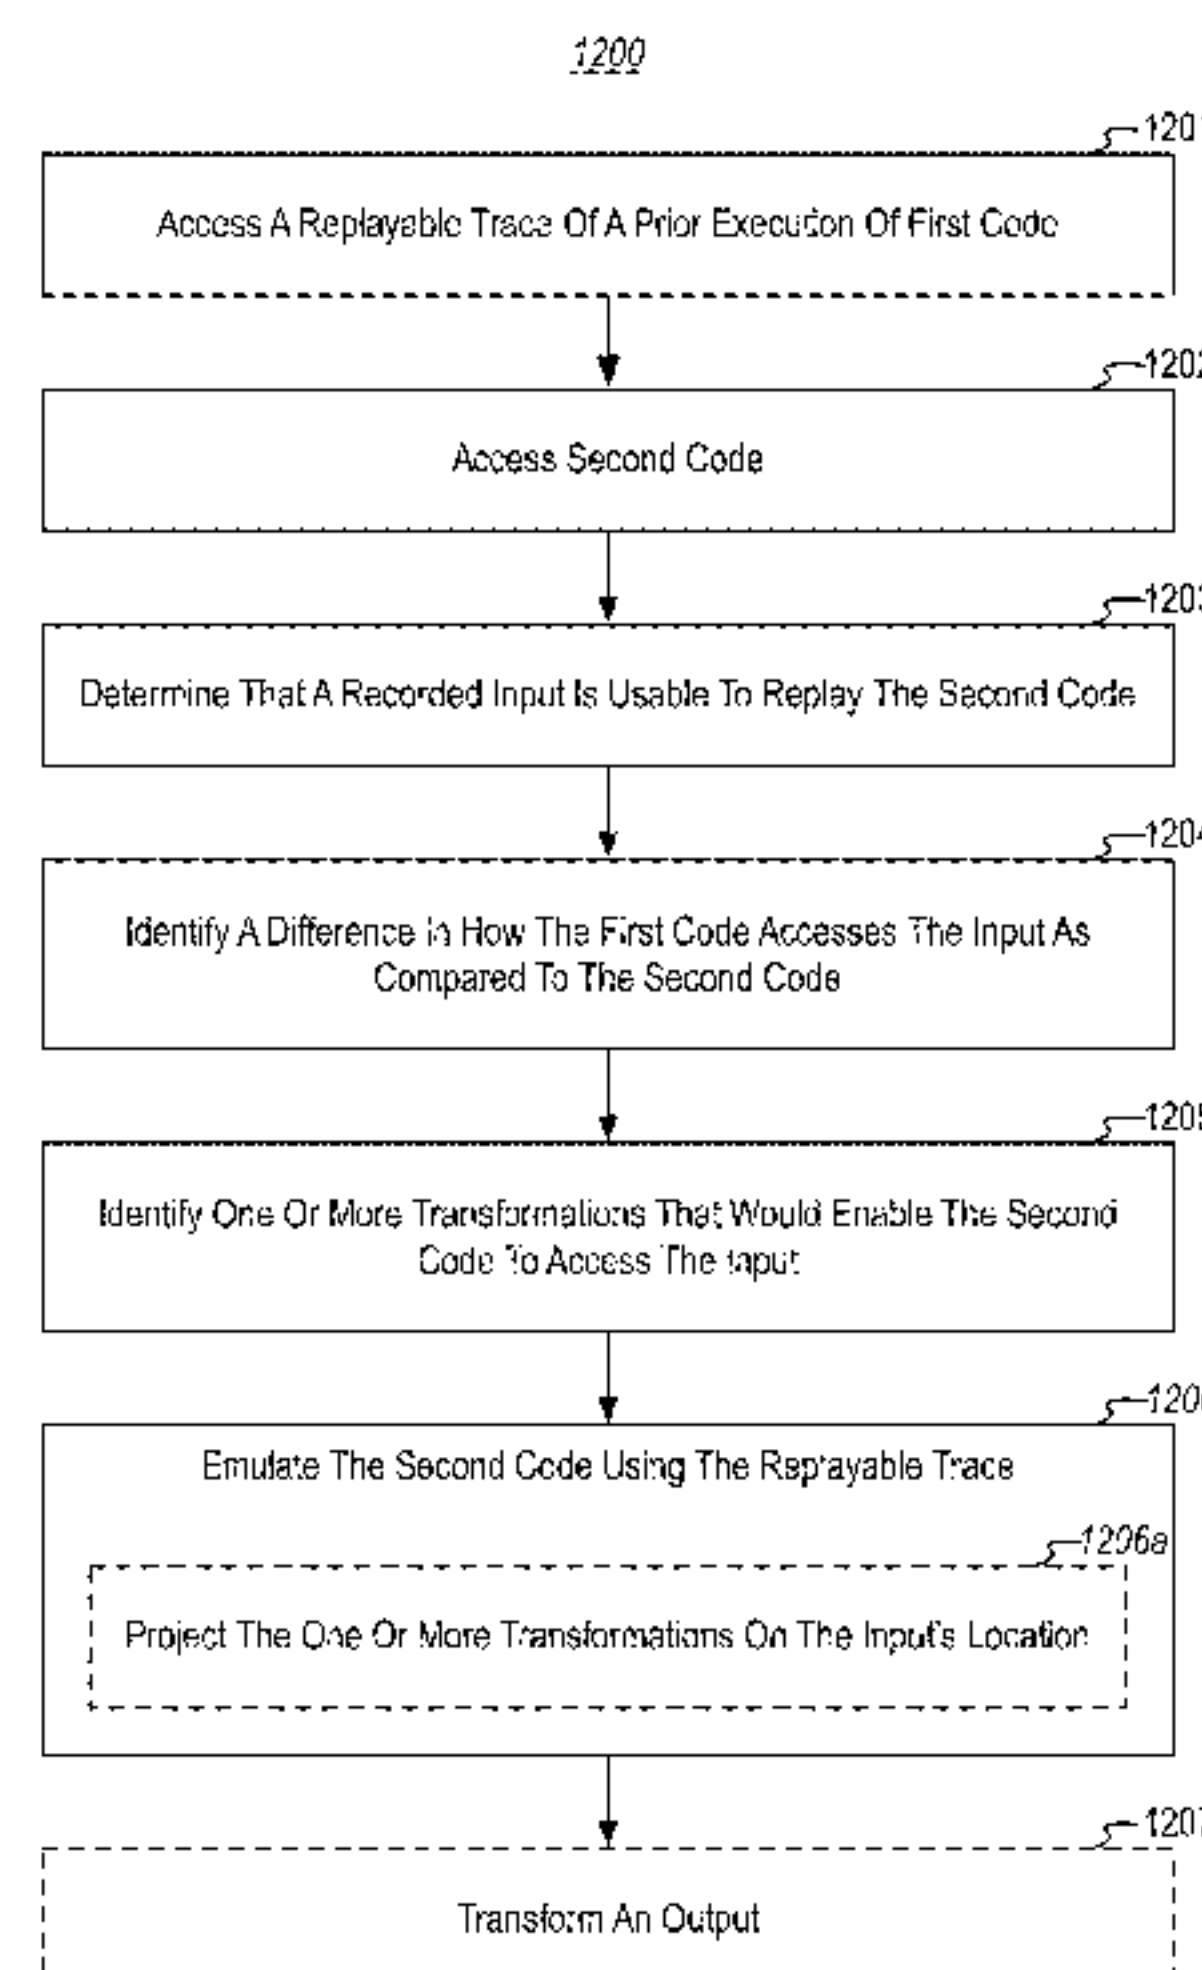 1200
1201
Access A Replayable Trace Of A Prior Execution Of First Code
1202
Access Second Code
1203
Determine That A Recorded Input Is Usable To Replay The Second Code
1204
Identify A Difference In How The First Code Accesses The Input As
Compared To The Second Code
1205
Identify One Or More Transformations That Would Enable The Second
Code To Access The Input
1206
Emulate The Second Code Using The Replayable Trace
1206a
Project The One Or More Transformations On The Input's Location
1207
Transform An Output